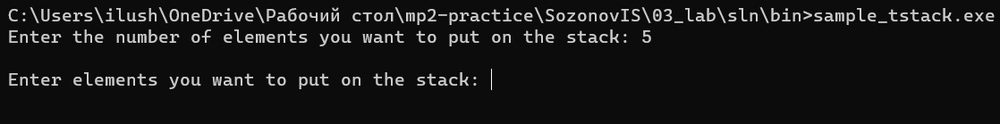 C:\Users\ilush\OneDrive\Рабочий стол\mp2-practice\SozonovIS\03_lab\sln\bin>sample_tstack.exe
Enter the number of elements you want to put on the stack: 5
Enter elements you want to put on the stack: